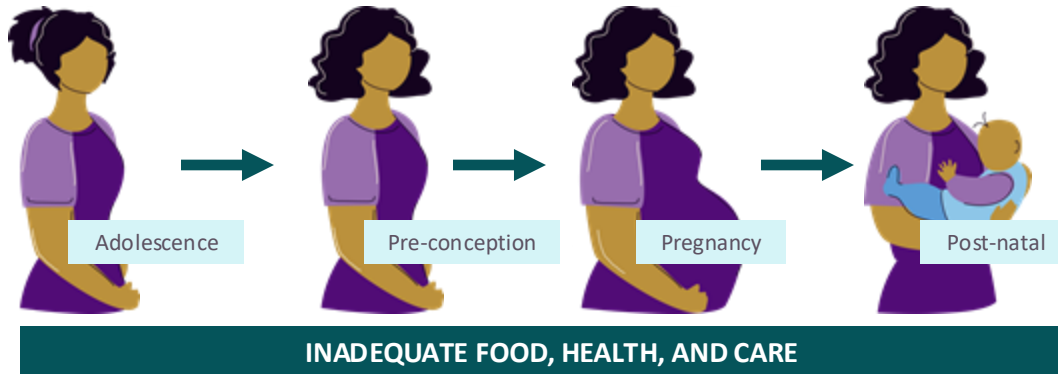 Adolescence
Pre-conception
Pregnancy
Post-natal
INADEQUATE FOOD, HEALTH, AND CARE